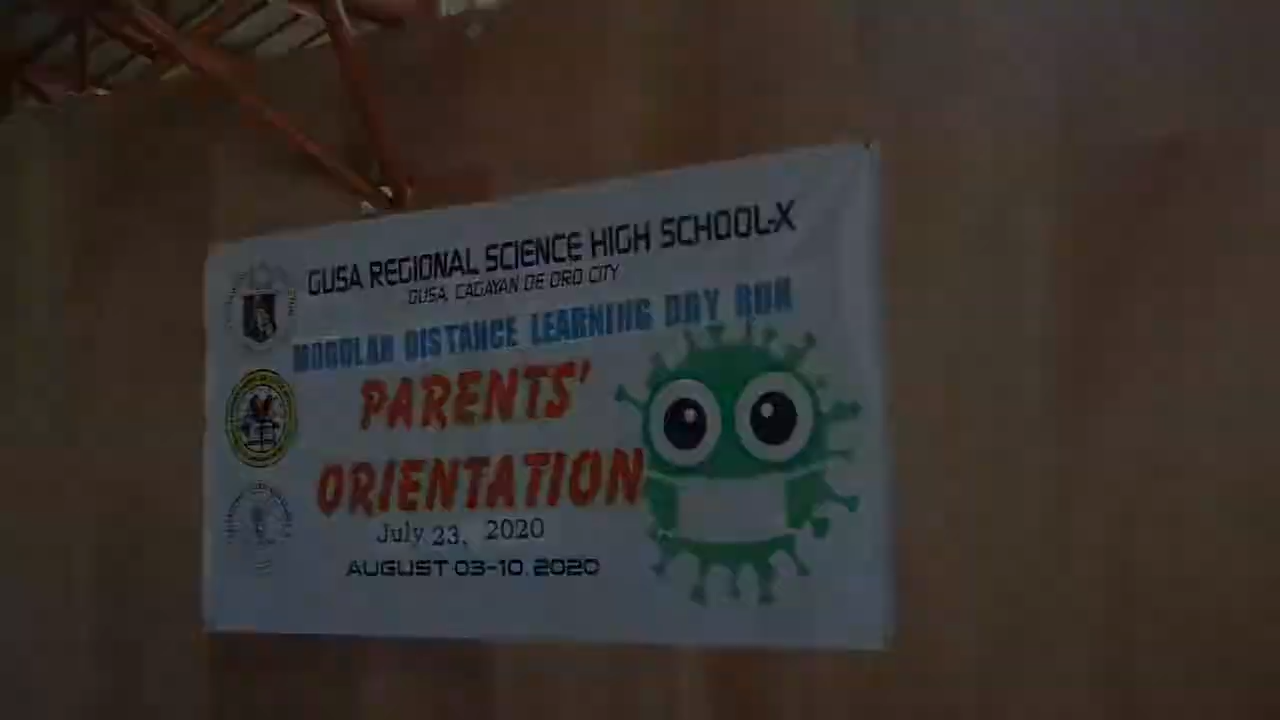 GUSA REGIONAL SCIENCE HIGH SCHOOL-X
GUSA, CAGAYAN DE ORO CITY
MODULAR DISTANCE LEARNING DRY RUN
PARENTS'
ORIENTATION
July 23, 2020
AUGUST 03-10, 2020